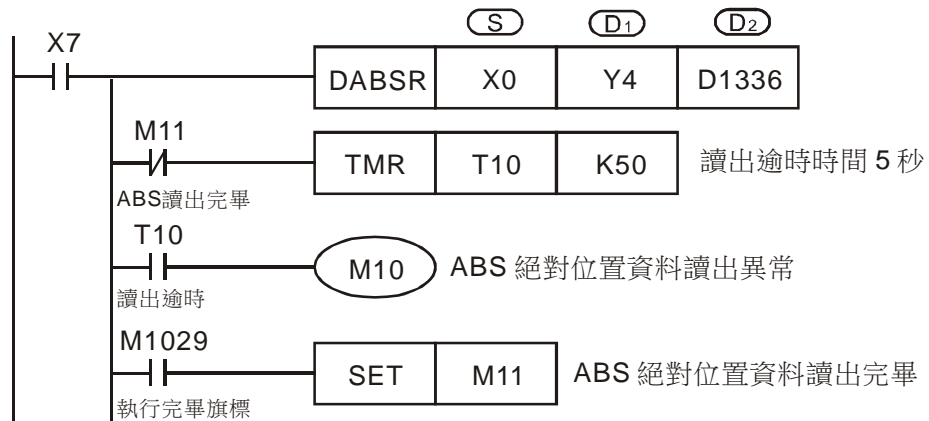 S D1 D2
X7
DABSR X0 Y4 D1336
M11
TMR T10 K50 讀出逾時時間 5 秒
ABS讀出完畢
T10
M10 ABS 絕對位置資料讀出異常
讀出逾時
M1029
SET M11 ABS 絕對位置資料讀出完畢
執行完畢旗標